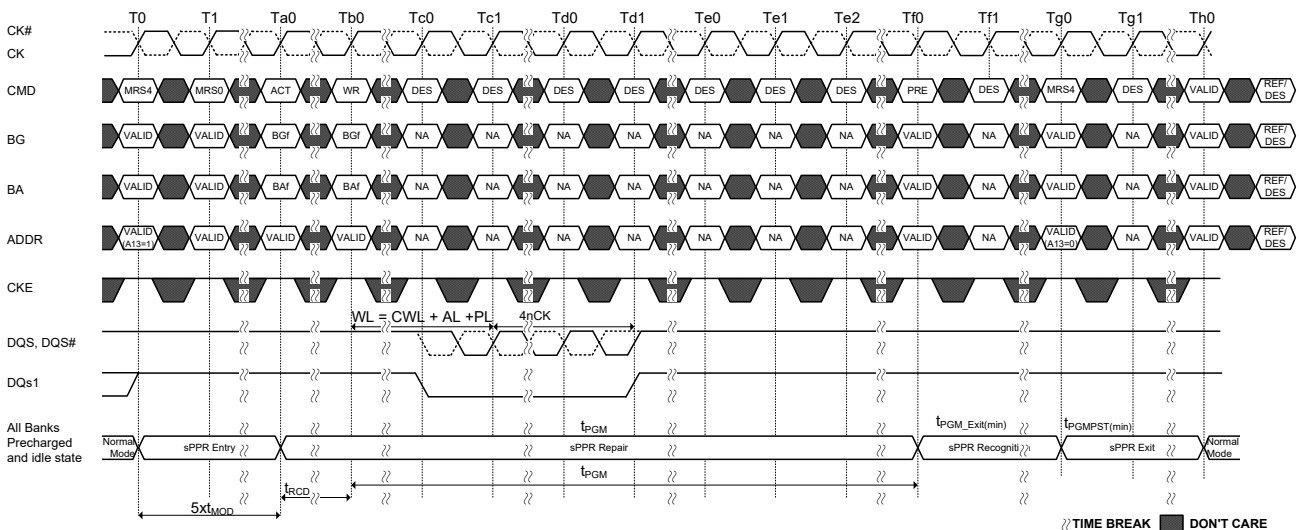 T0 T1 Ta0 Tb0 Tc0 Tc1 Td0 Td1 Te0 Te1 Te2 Tf0 Tf1 Tg0 Tg1 Th0
CK#
CK
CMD MRS4 MRS0 ACT WR DES DES DES DES DES DES DES PRE DES MRS4 DES VALID REF/
DES
BG VALID VALID BGf BGf NA NA NA NA NA NA NA VALID NA VALID NA VALID REF/
DES
BA VALID VALID BAf BAf NA NA NA NA NA NA NA VALID NA VALID NA VALID REF/
DES
ADDR VALID
(A13=1) VALID VALID VALID NA NA NA NA NA NA NA VALID NA VALID
(A13=0) NA VALID REF/
DES
CKE
WL = CWL + AL +PL 4nCK
DQS, DQS#
DQs1
All Banks
Precharged
and idle state
tPGM tPGM_Exit(min) tPGMPST(min)
Normal
Mode sPPR Entry sPPR Repair sPPR Recogniti sPPR Exit Normal
Mode
tRCD tPGM
5xtMOD
TIME BREAK DON'T CARE